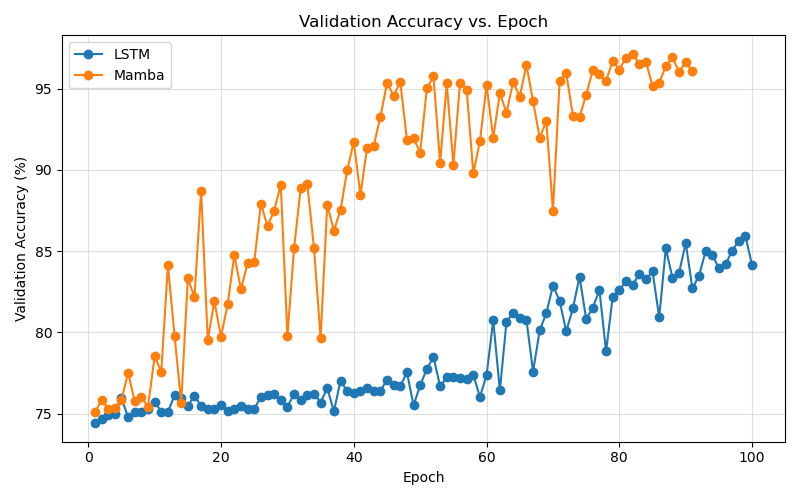 Validation Accuracy vs. Epoch
LSTM
Mamba
Validation Accuracy (%)
95
90
85
80
75
0 20 40 60 80 100
Epoch